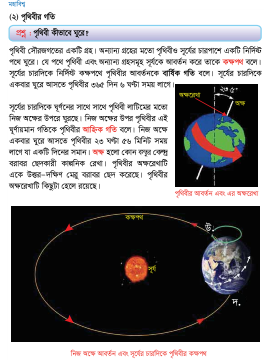 মহাবিশ্ব
(২) পৃথিবীর গতি
প্রশ্ন : পৃথিবী কীভাবে ঘুরে?
পৃথিবী সৌরজগতের একটি গ্রহ। অন্যান্য গ্রহের মতো পৃথিবীও সূর্যের চারপাশে একটি নির্দিষ্ট
পথে ঘুরে। যে পথে পৃথিবী এবং অন্যান্য গ্রহসমূহ সূর্যকে আবর্তন করে তাকে কক্ষপথ বলে।
সূর্যের চারদিকে নির্দিষ্ট কক্ষপথে পৃথিবীর আবর্তনকে বার্ষিক গতি বলে। সূর্যের চারদিকে
একবার ঘুরে আসতে পৃথিবীর ৩৬৫ দিন ৬ ঘণ্টা সময় লাগে।
সূর্যের চারদিকে ঘূর্ণনের সাথে সাথে পৃথিবী লাটিমের মতো
নিজ অক্ষের উপরে ঘুরছে। নিজ অক্ষের উপর পৃথিবীর এই
ঘূর্ণায়মান গতিকে পৃথিবীর আহ্নিক গতি বলে। নিজ অক্ষে
একবার ঘুরে আসতে পৃথিবীর ২৩ ঘণ্টা ৫৬ মিনিট সময়
লাগে যা একটি দিনের সমান। অক্ষ হলো কোন বস্তুর কেন্দ্র
বরাবর ছেদকারী কাল্পনিক রেখা। পৃথিবীর অক্ষরেখাটি
একে উত্তর-দক্ষিণ মেরু বরাবর ছেদ করেছে। পৃথিবীর
অক্ষরেখাটি কিছুটা হেলে রয়েছে।
২৩.৫°
অক্ষরেখা
অক্ষ
পৃথিবীর আবর্তন এবং এর অক্ষরেখা
কক্ষপথ
উ.
সূর্য
দ.
নিজ অক্ষে আবর্তন এবং সূর্যের চারদিকে পৃথিবীর কক্ষপথ